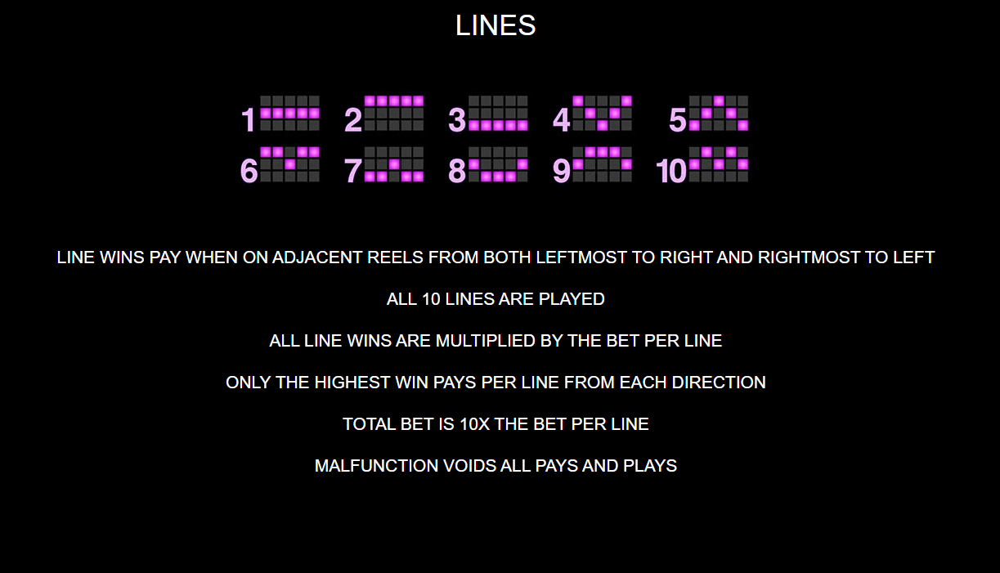 LINES
1 2 3 4 5
6 7 8 9 10
LINE WINS PAY WHEN ON ADJACENT REELS FROM BOTH LEFTMOST TO RIGHT AND RIGHTMOST TO LEFT
ALL 10 LINES ARE PLAYED
ALL LINE WINS ARE MULTIPLIED BY THE BET PER LINE
ONLY THE HIGHEST WIN PAYS PER LINE FROM EACH DIRECTION
TOTAL BET IS 10X THE BET PER LINE
MALFUNCTION VOIDS ALL PAYS AND PLAYS